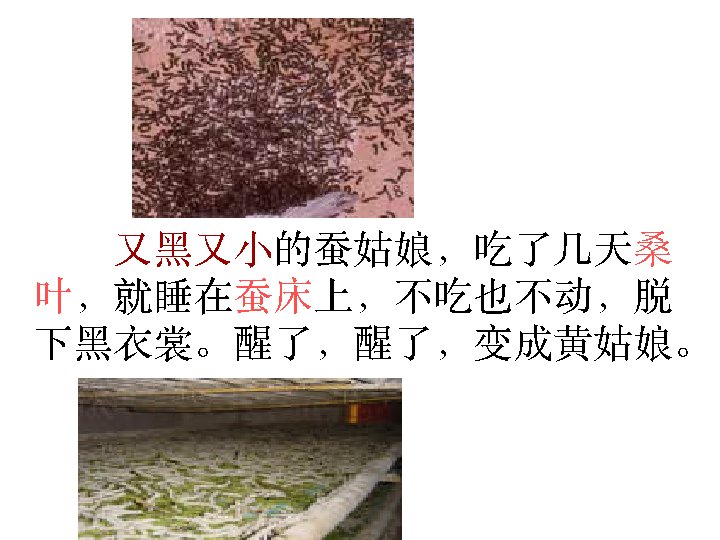 又黑又小的蚕姑娘，吃了几天桑
叶，就睡在蚕床上，不吃也不动，脱
下黑衣裳。醒了，醒了，变成黄姑娘。
18